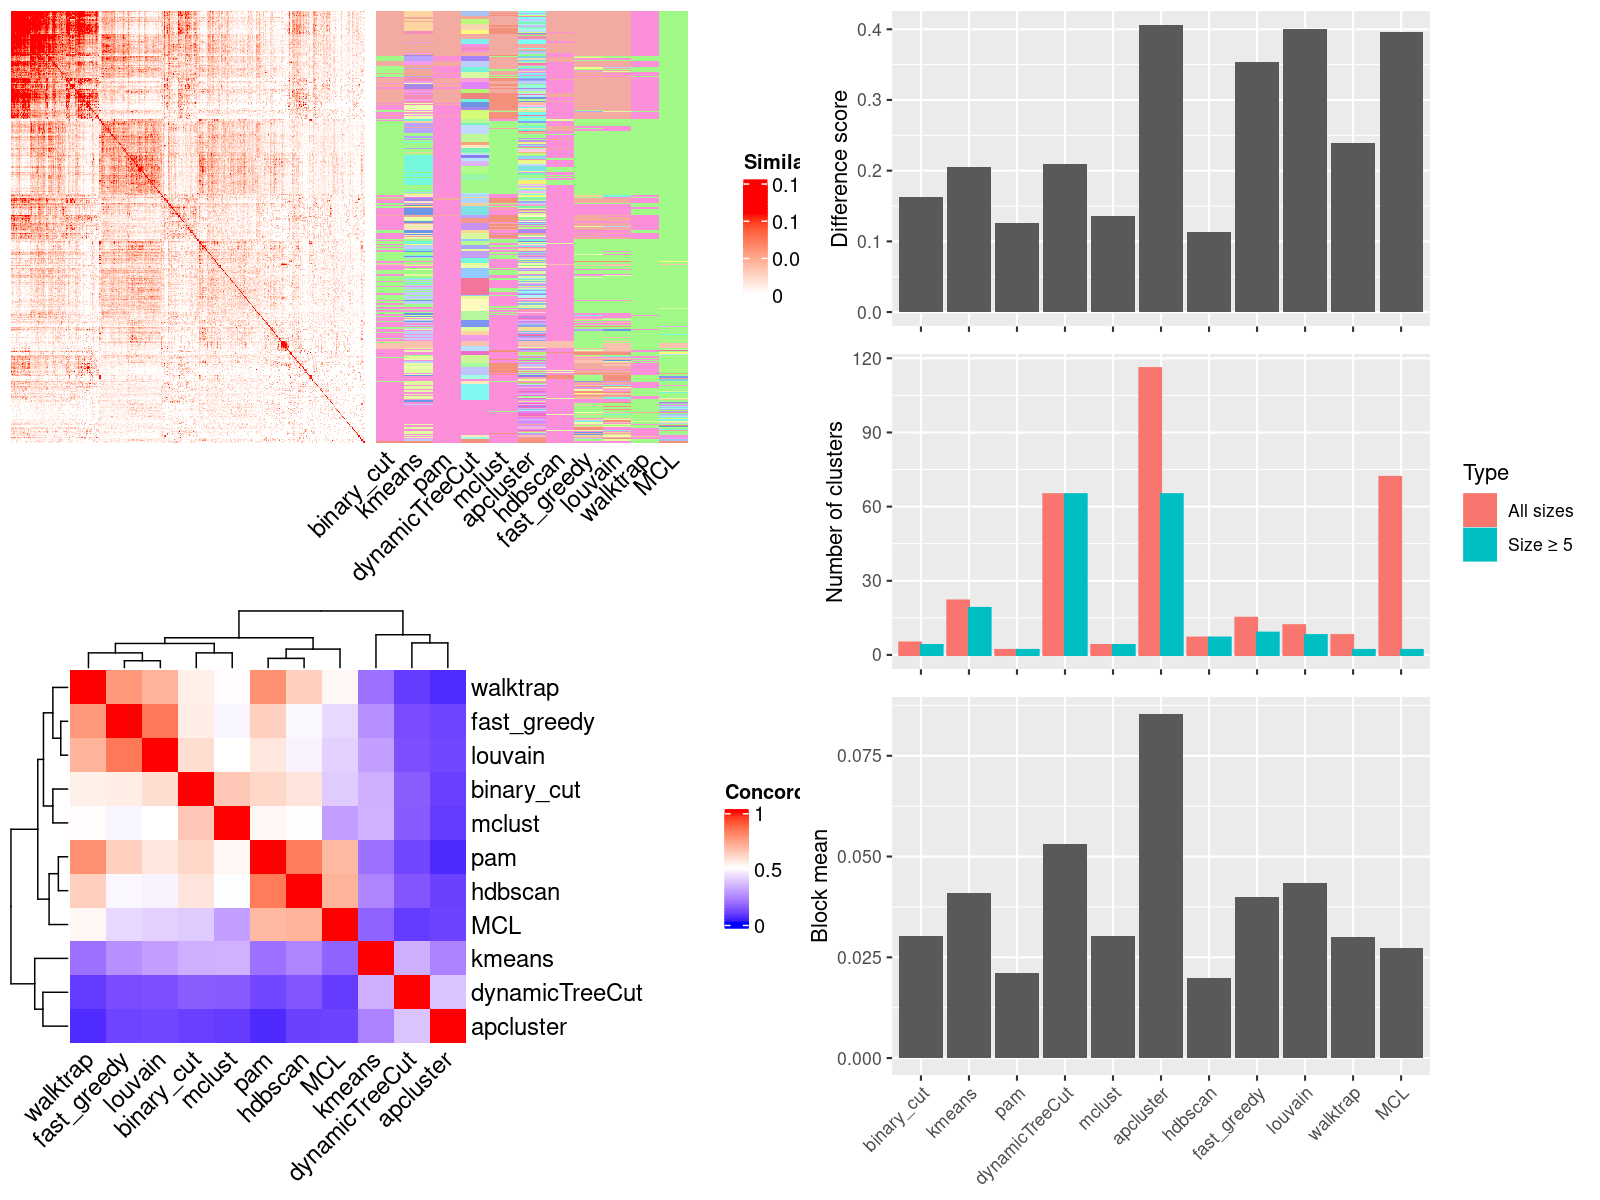 Simila
0.1
0.1
0.0
0
binary_cut
kmeans
pam
dynamicTreeCut
mclust
apcluster
hdbscan
fast_greedy
louvain
walktrap
MCL
walktrap
fast_greedy
louvain
binary_cut
mclust
pam
hdbscan
MCL
kmeans
dynamicTreeCut
apcluster
walktrap
fast_greedy
louvain
binary_cut
mclust
pam
hdbscan
MCL
kmeans
dynamicTreeCut
apcluster
Concord
1
0.5
0
Difference score
0.4
0.3
0.2
0.1
0.0
Number of clusters
120
90
60
30
0
Type
All sizes
Size ≥ 5
Block mean
0.075
0.050
0.025
0.000
binary_cut
kmeans
pam
dynamicTreeCut
mclust
apcluster
hdbscan
fast_greedy
louvain
walktrap
MCL